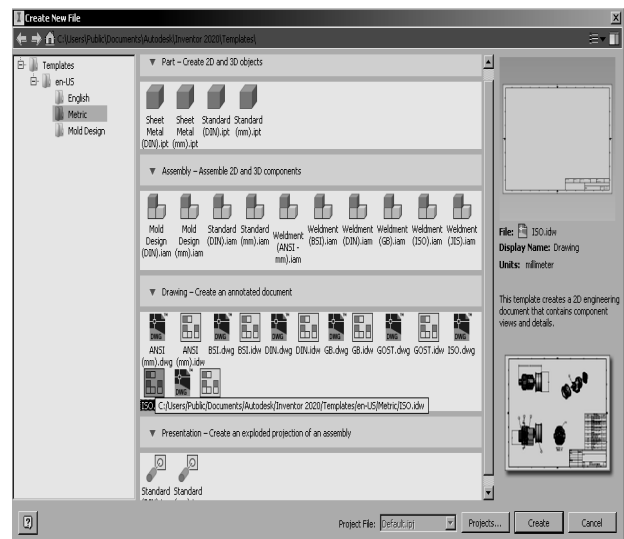 Create New File
C:\Users\Public\Documents\Autodesk\Inventor 2020\Templates\
Templates
en-US
English
Metric
Mold Design
Part – Create 2D and 3D objects
Sheet Sheet Standard Standard
Metal Metal (DIN).ipt (mm).ipt
(DIN).ipt (mm).ipt
Assembly – Assemble 2D and 3D components
Mold Mold Standard Standard Weldment Weldment Weldment Weldment Weldment Weldment
Design Design (DIN).iam (mm).iam (ANSI - (BSI).iam (DIN).iam (GB).iam (ISO).iam (JIS).iam
(DIN).iam (mm).iam mm).iam
Drawing – Create an annotated document
DWG DWG DWG DWG DWG DWG
ANSI ANSI BSI.dwg BSI.idw DIN.dwg DIN.idw GB.dwg GB.idw GOST.dwg GOST.idw ISO.dwg
(mm).dwg (mm).idw
DWG
ISO C:/Users/Public/Documents/Autodesk/Inventor 2020/Templates/en-US/Metric/ISO.idw
Presentation – Create an exploded projection of an assembly
Standard Standard
File: ISO.idw
Display Name: Drawing
Units: millimeter
This template creates a 2D engineering
document that contains component
views and details.
Project File: Default.ipj Projects... Create Cancel